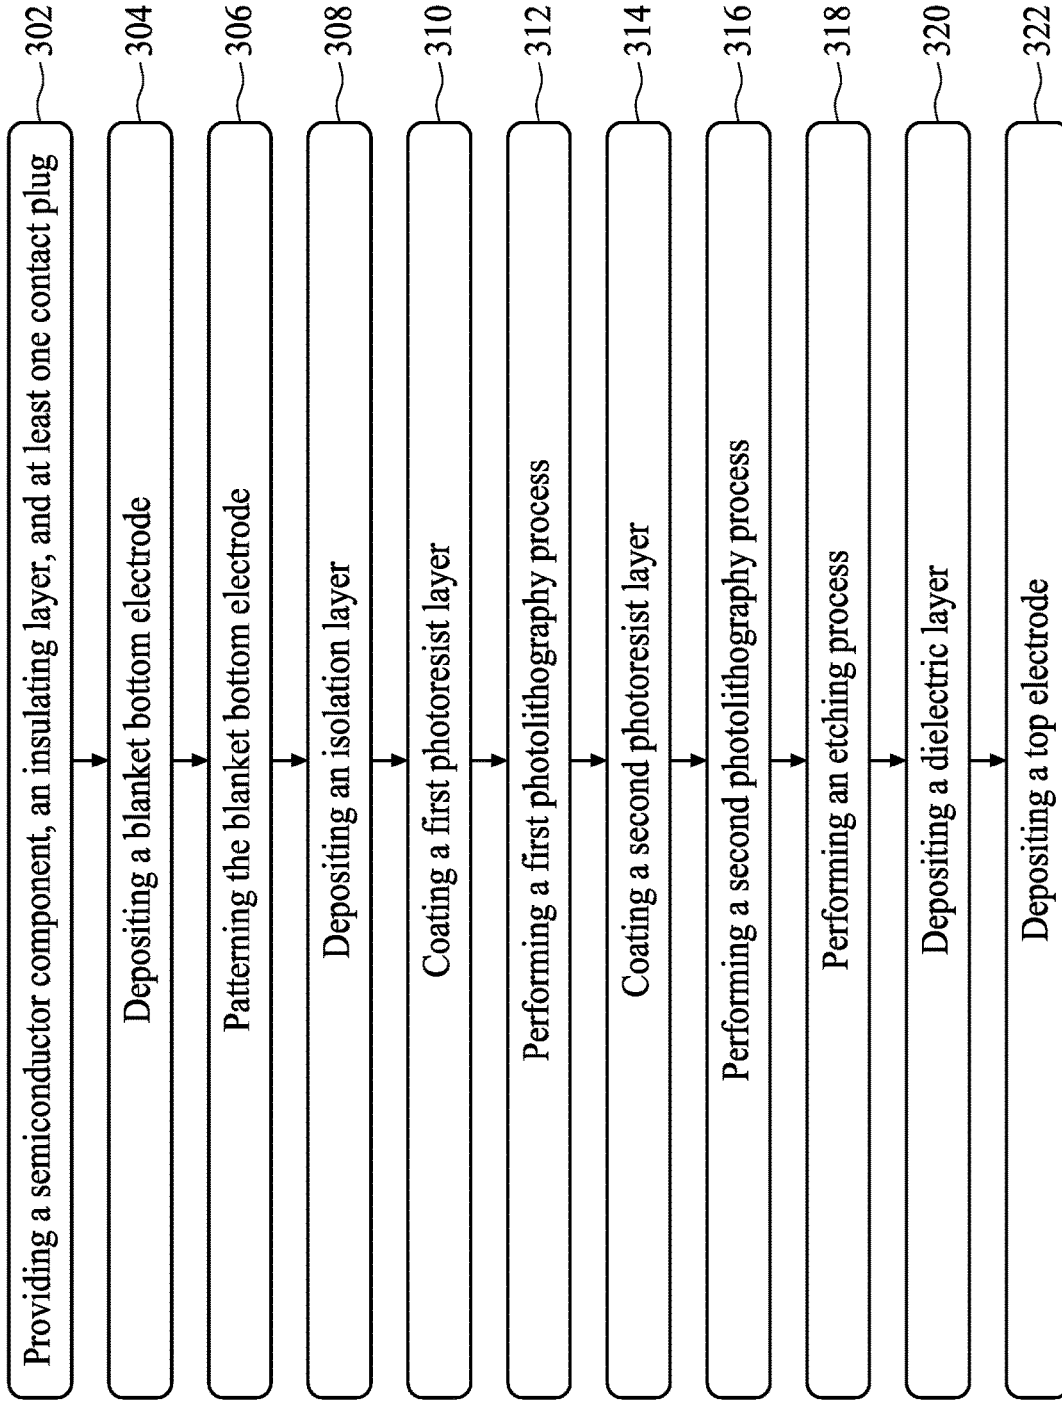 Providing a semiconductor component, an insulating layer, and at least one contact plug 302
Depositing a blanket bottom electrode 304
Patterning the blanket bottom electrode 306
Depositing an isolation layer 308
Coating a first photoresist layer 310
Performing a first photolithography process 312
Coating a second photoresist layer 314
Performing a second photolithography process 316
Performing an etching process 318
Depositing a dielectric layer 320
Depositing a top electrode 322